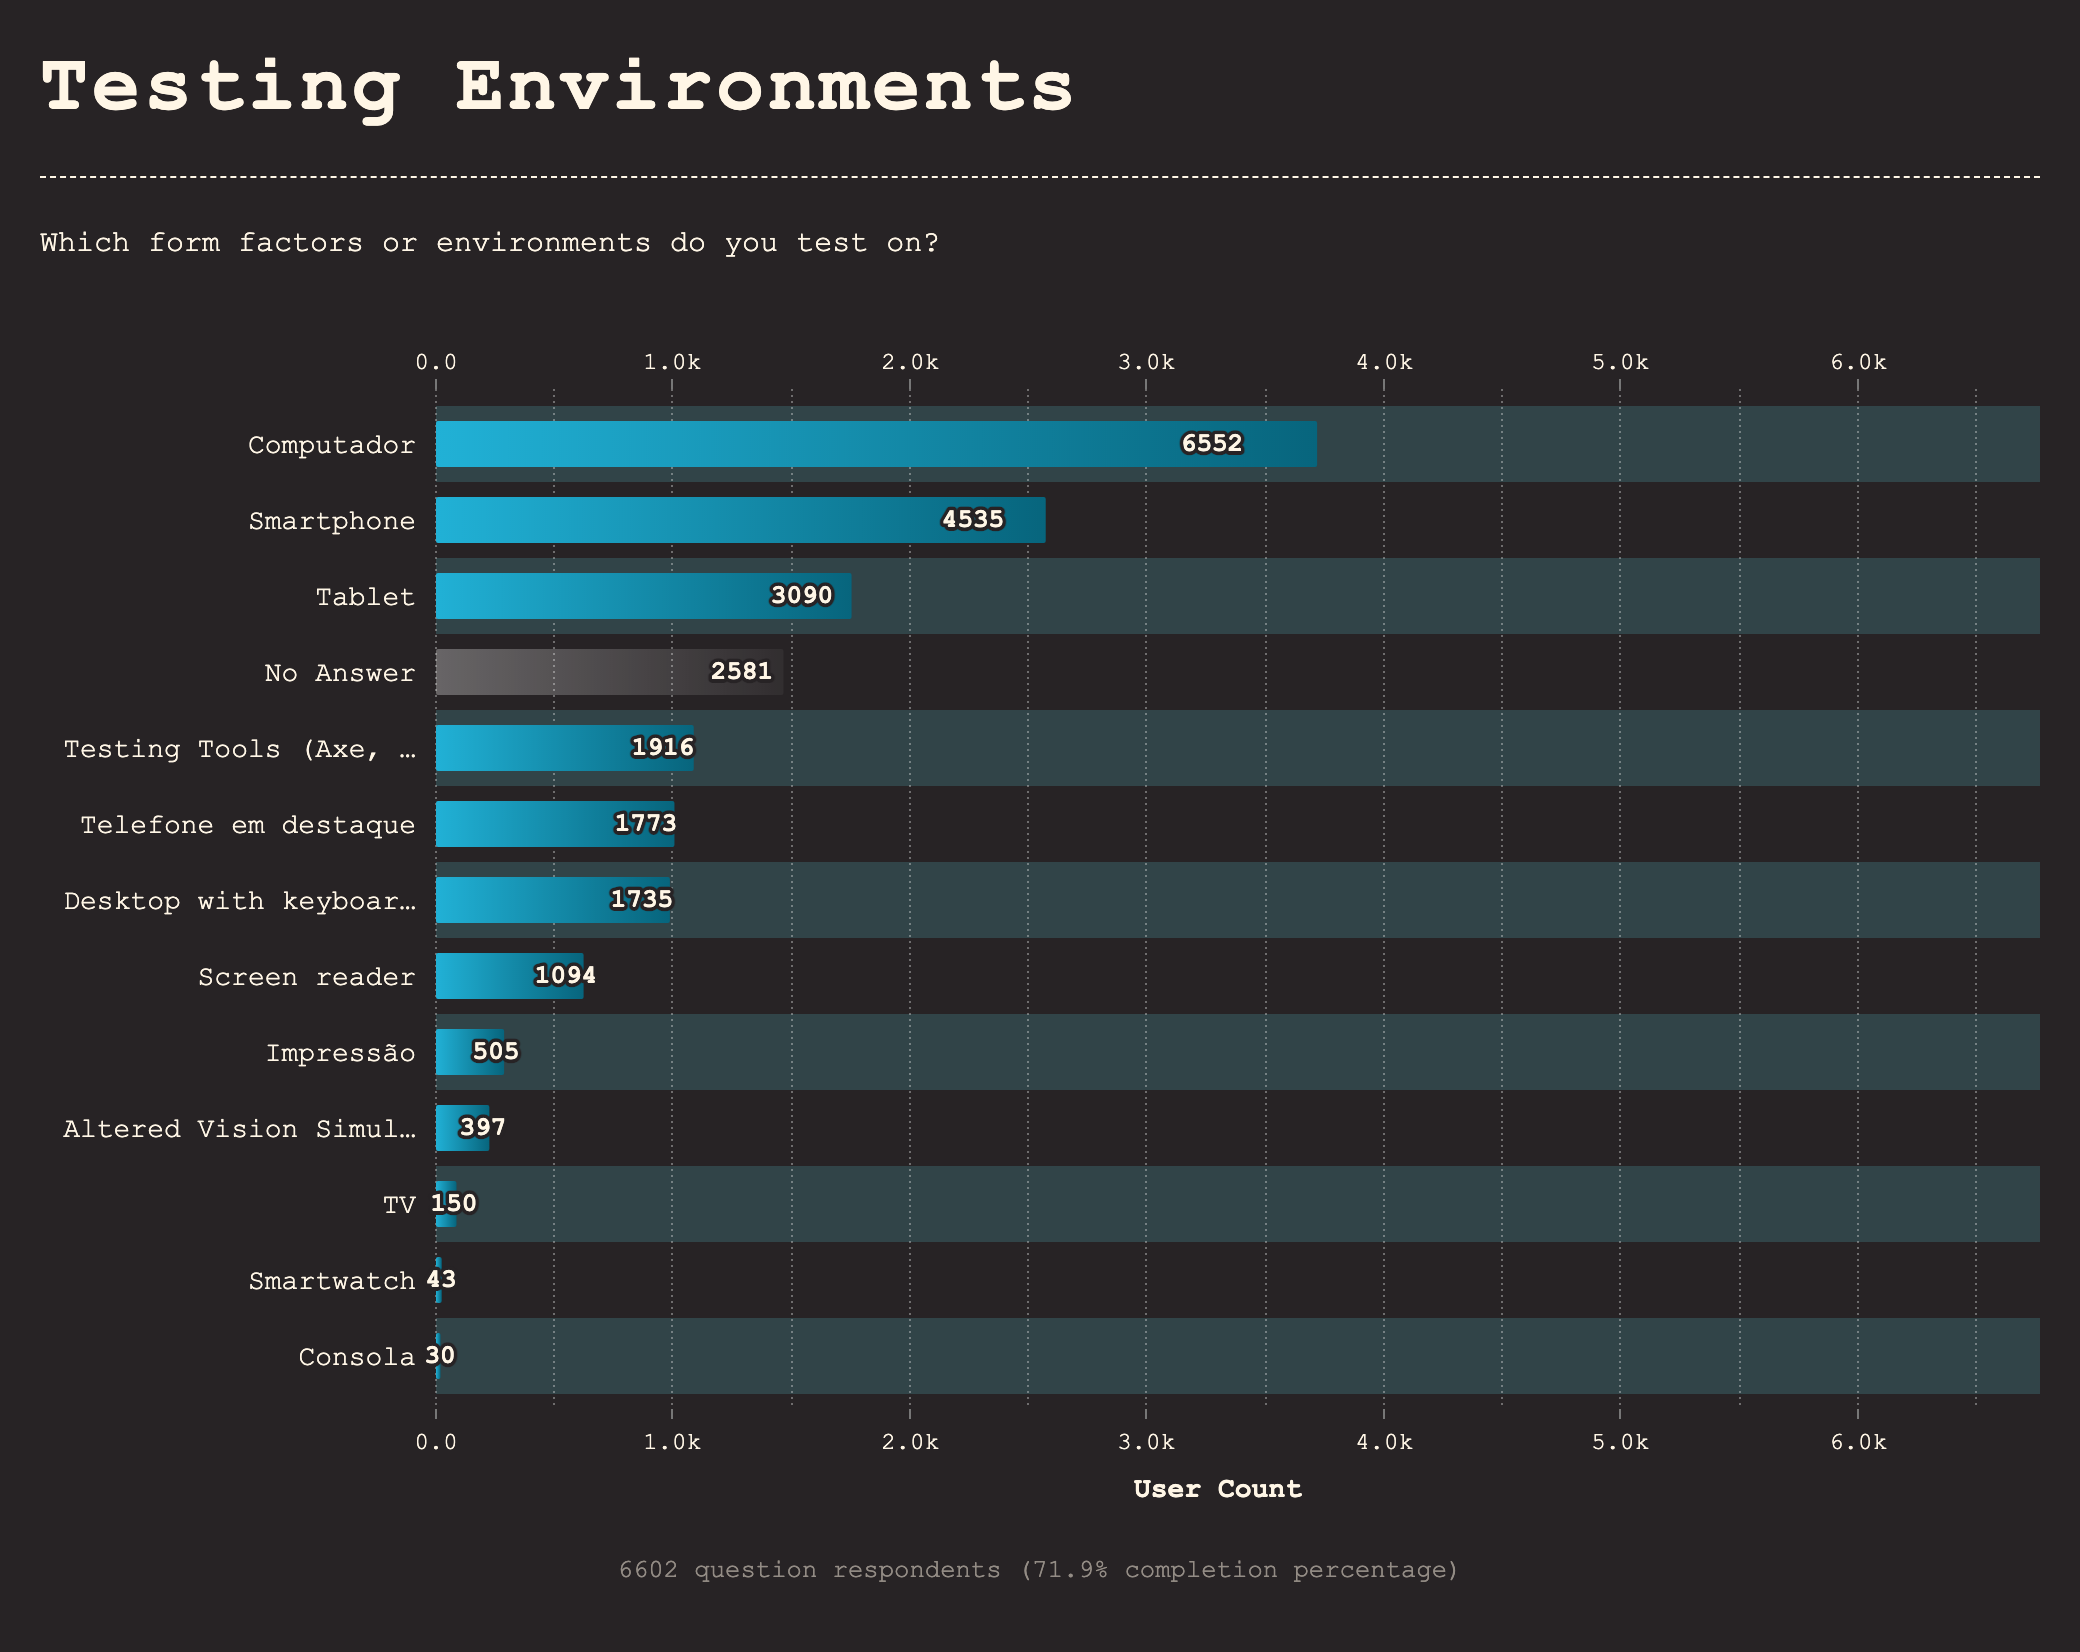 Testing Environments
Which form factors or environments do you test on?
0.0 1.0k 2.0k 3.0k 4.0k 5.0k 6.0k
Computador 6552
Smartphone 4535
Tablet 3090
No Answer 2581
Testing Tools (Axe, … 1916
Telefone em destaque 1773
Desktop with keyboar… 1735
Screen reader 1094
Impressão 505
Altered Vision Simul… 397
TV 150
Smartwatch 43
Consola 30
0.0 1.0k 2.0k 3.0k 4.0k 5.0k 6.0k
User Count
6602 question respondents (71.9% completion percentage)